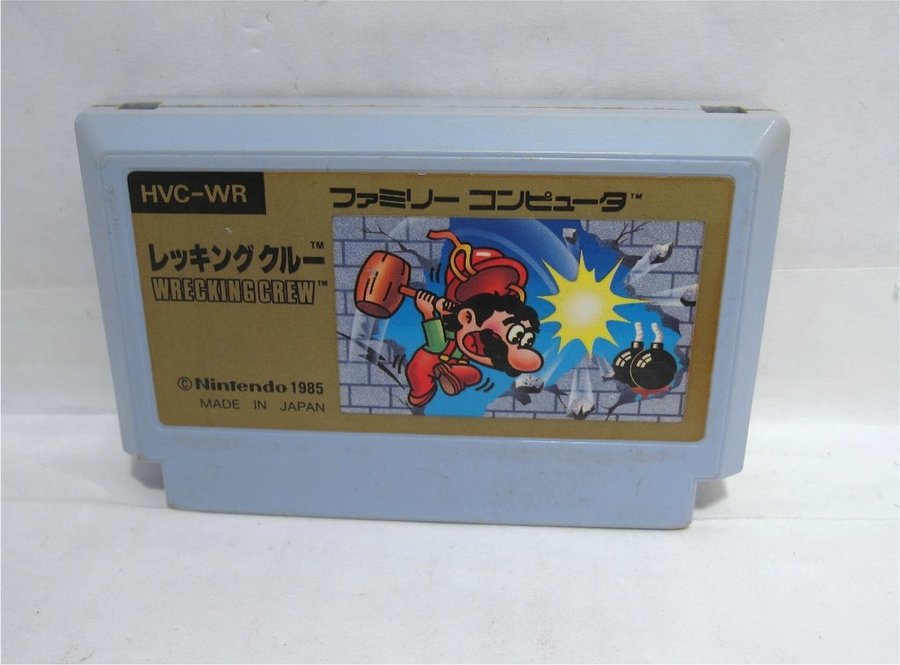 HVC-WR
ファミリー コンピュータ™
レッキングクルー™
WRECKING CREW™
©Nintendo 1985
MADE IN JAPAN